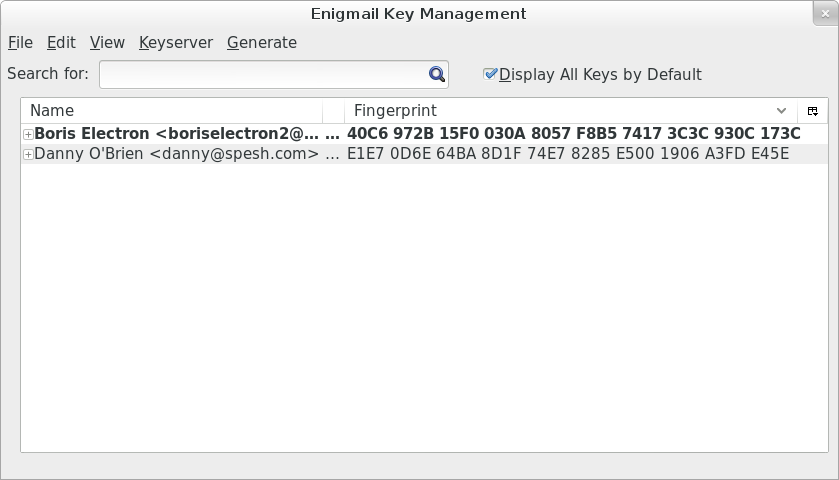 Enigmail Key Management
File Edit View Keyserver Generate
Search for: Display All Keys by Default
Name Fingerprint
Boris Electron <boriselectron2@... ... 40C6 972B 15F0 030A 8057 F8B5 7417 3C3C 930C 173C
Danny O'Brien <danny@spesh.com> ... E1E7 0D6E 64BA 8D1F 74E7 8285 E500 1906 A3FD E45E